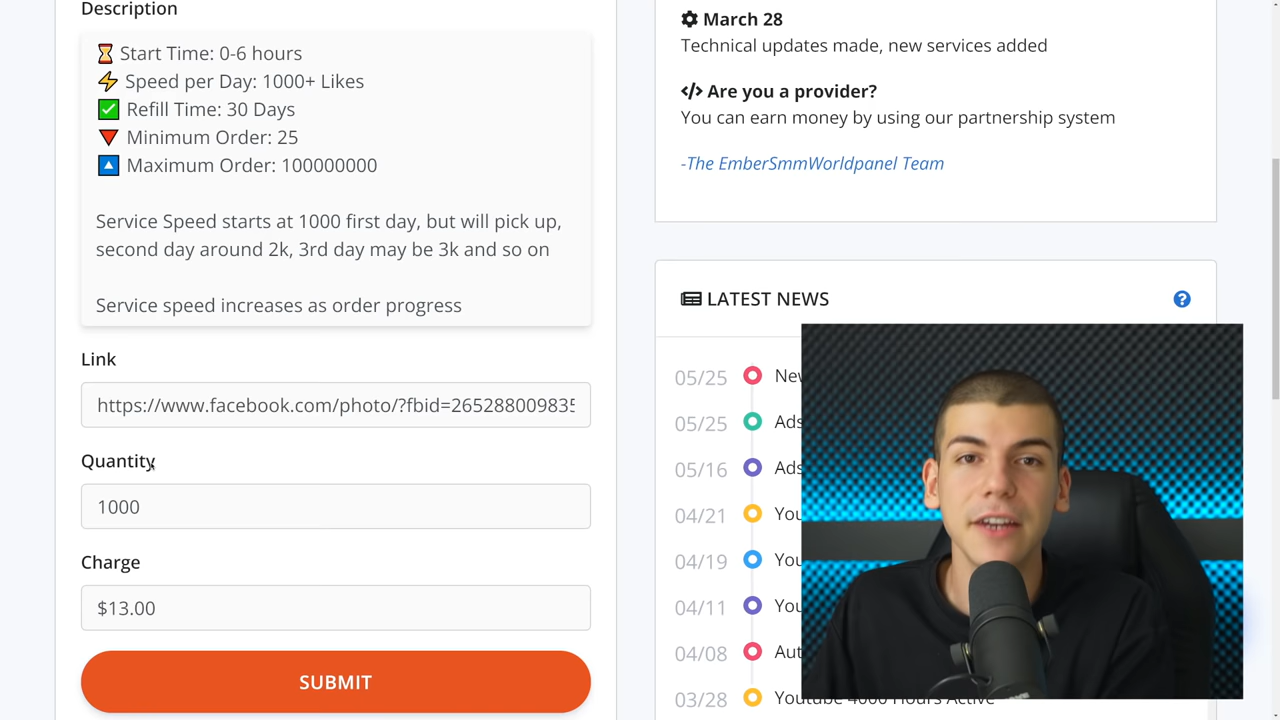 Description
Start Time: 0-6 hours
Speed per Day: 1000+ Likes
Refill Time: 30 Days
Minimum Order: 25
Maximum Order: 100000000
Service Speed starts at 1000 first day, but will pick up,
second day around 2k, 3rd day may be 3k and so on
Service speed increases as order progress
Link
https://www.facebook.com/photo/?fbid=26528800983
Quantity
1000
Charge
$13.00
SUBMIT
March 28
Technical updates made, new services added
</> Are you a provider?
You can earn money by using our partnership system
-The EmberSmmWorldpanel Team
LATEST NEWS
05/25
05/25 Ads
05/16 Ads
04/21
04/19
04/11
04/08
03/28 Youtube 4000 Hours Active